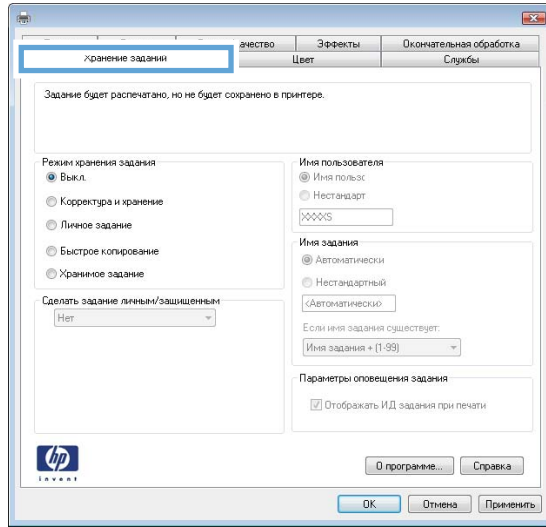 ачество
Эффекты
Окончательная обработка
Хранение заданий
Цвет
Службы
Задание будет распечатано, но не будет сохранено в принтере.
Режим хранения задания
Выкл.
Корректура и хранение
Личное задание
Быстрое копирование
Хранимое задание
Сделать задание личным/защищенным
Нет
Имя пользователя
Имя пользс
Нестандарт
Имя задания
Автоматически
Нестандартный
<Автоматически>
Если имя задания существует:
Имя задания + (1-99)
Параметры оповещения задания
Отображать ИД задания при печати
hp
invent
О программе...
Справка
OK
Отмена
Применить